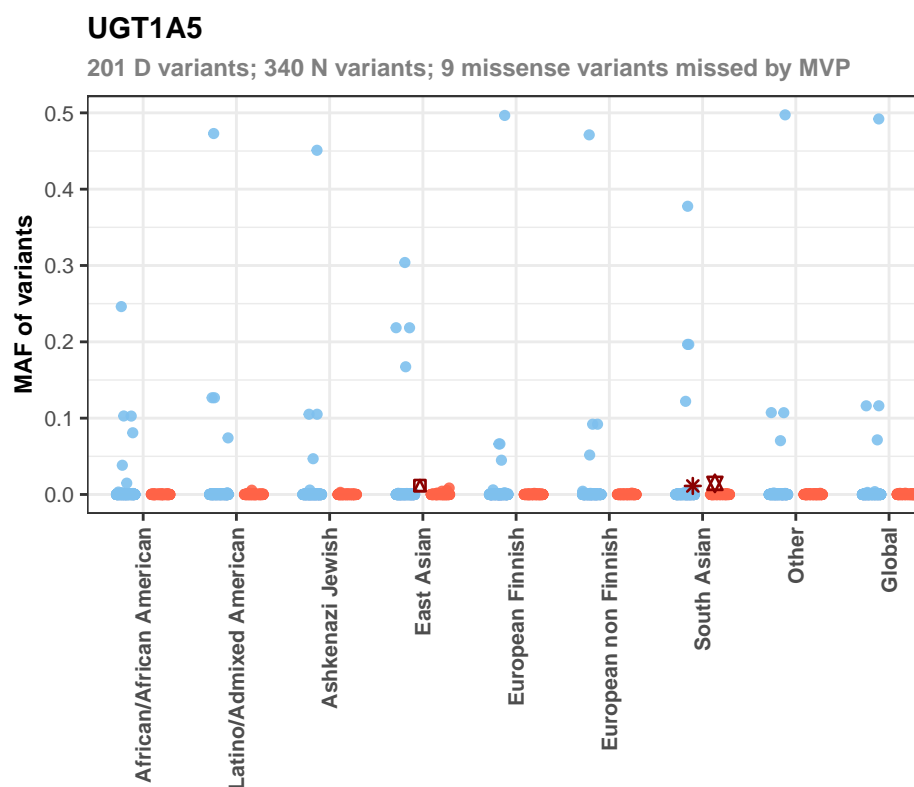 UGT1A5
201 D variants; 340 N variants; 9 missense variants missed by MVP
MAF of variants
0.5
0.4
0.3
0.2
0.1
0.0
African/African American
Latino/Admixed American
Ashkenazi Jewish
East Asian
European Finnish
European non Finnish
South Asian
Other
Global